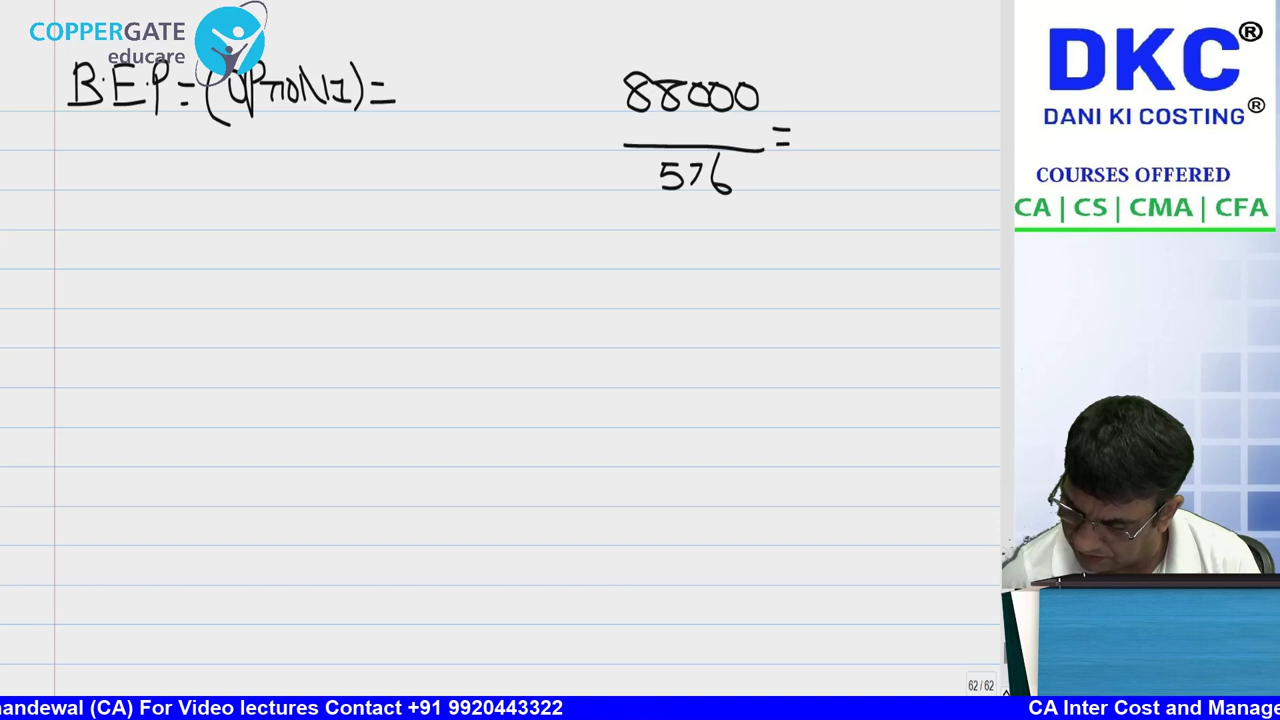 COPPERGATE
educare
B.E.P = (OPTION 1) =
88000
576
=
DKC®
DANI KI COSTING®
COURSES OFFERED
CA | CS | CMA | CFA
62/62
andewal (CA) For Video lectures Contact +91 9920443322
CA Inter Cost and Manage